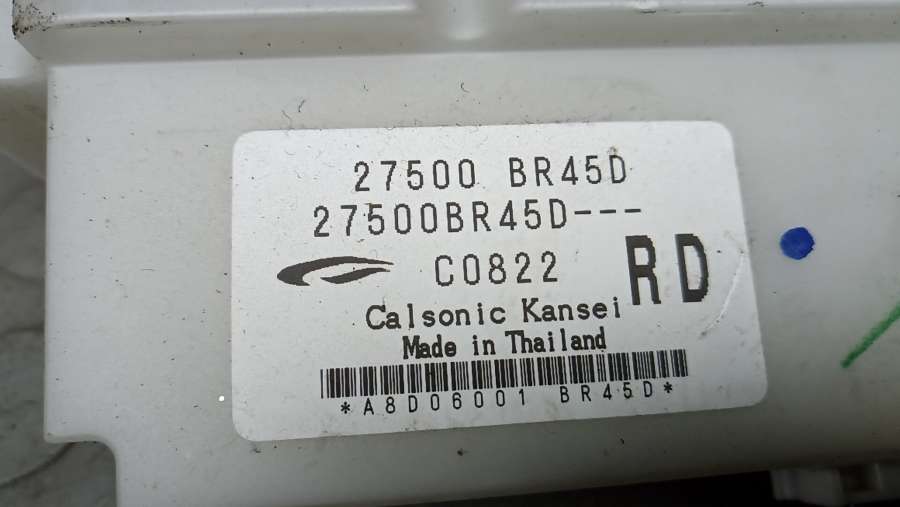 27500 BR45D
27500BR45D---
C0822 RD
Calsonic Kansei
Made in Thailand
*A8D06001 BR45D*